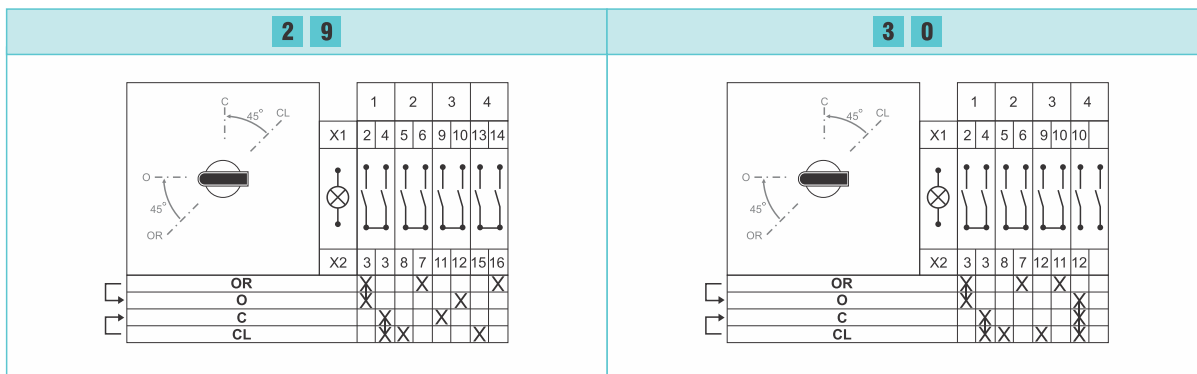 2 9
3 0
C
45°
CL
O
45°
OR
1 2 3 4
X1 2 4 5 6 9 10 13 14
X2 3 3 8 7 11 12 15 16
OR X X X
O X X
C X X
CL X X X
C
45°
CL
O
45°
OR
1 2 3 4
X1 2 4 5 6 9 10 10
X2 3 3 8 7 12 11 12
OR X X X
O X X
C X X
CL X X X X